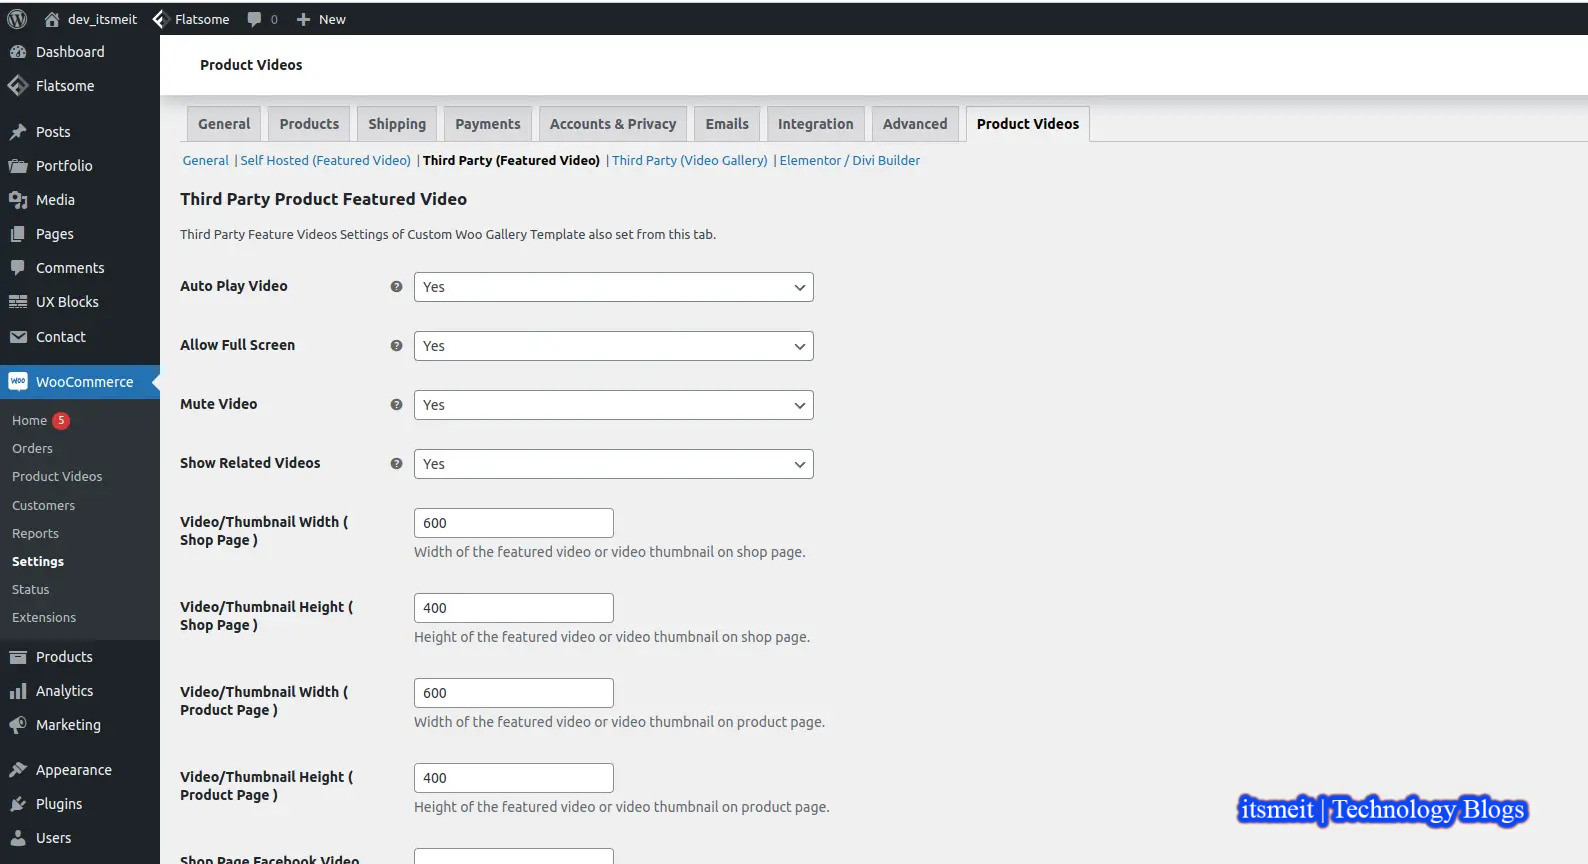 dev_itsmeit Flatsome 0 New
Dashboard
Flatsome
Posts
Portfolio
Media
Pages
Comments
UX Blocks
Contact
WooCommerce
Home 5
Orders
Product Videos
Customers
Reports
Settings
Status
Extensions
Products
Analytics
Marketing
Appearance
Plugins
Users
Product Videos
General Products Shipping Payments Accounts & Privacy Emails Integration Advanced Product Videos
General | Self Hosted (Featured Video) | Third Party (Featured Video) | Third Party (Video Gallery) | Elementor / Divi Builder
Third Party Product Featured Video
Third Party Feature Videos Settings of Custom Woo Gallery Template also set from this tab.
Auto Play Video ? Yes
Allow Full Screen ? Yes
Mute Video ? Yes
Show Related Videos ? Yes
Video/Thumbnail Width (
Shop Page )
600
Width of the featured video or video thumbnail on shop page.
Video/Thumbnail Height (
Shop Page )
400
Height of the featured video or video thumbnail on shop page.
Video/Thumbnail Width (
Product Page )
600
Width of the featured video or video thumbnail on product page.
Video/Thumbnail Height (
Product Page )
400
Height of the featured video or video thumbnail on product page.
Shop Page Facebook Video
itsmeit | Technology Blogs